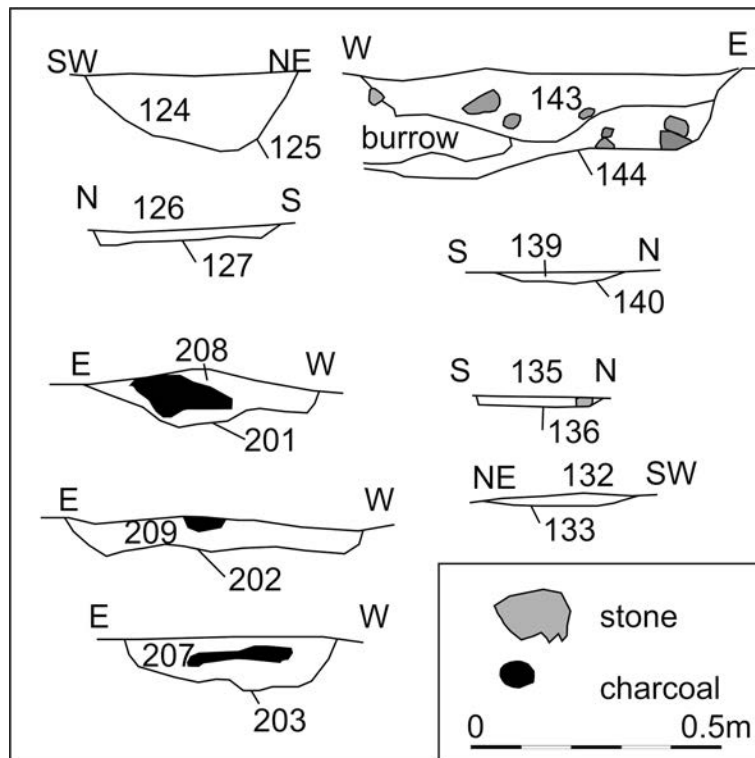 SW NE
124
125
W E
143
burrow
144
N 126 S
127
S 139 N
140
E 208 W
201
S 135 N
136
NE 132 SW
133
E W
209
202
E W
207
203
stone
charcoal
0 0.5m